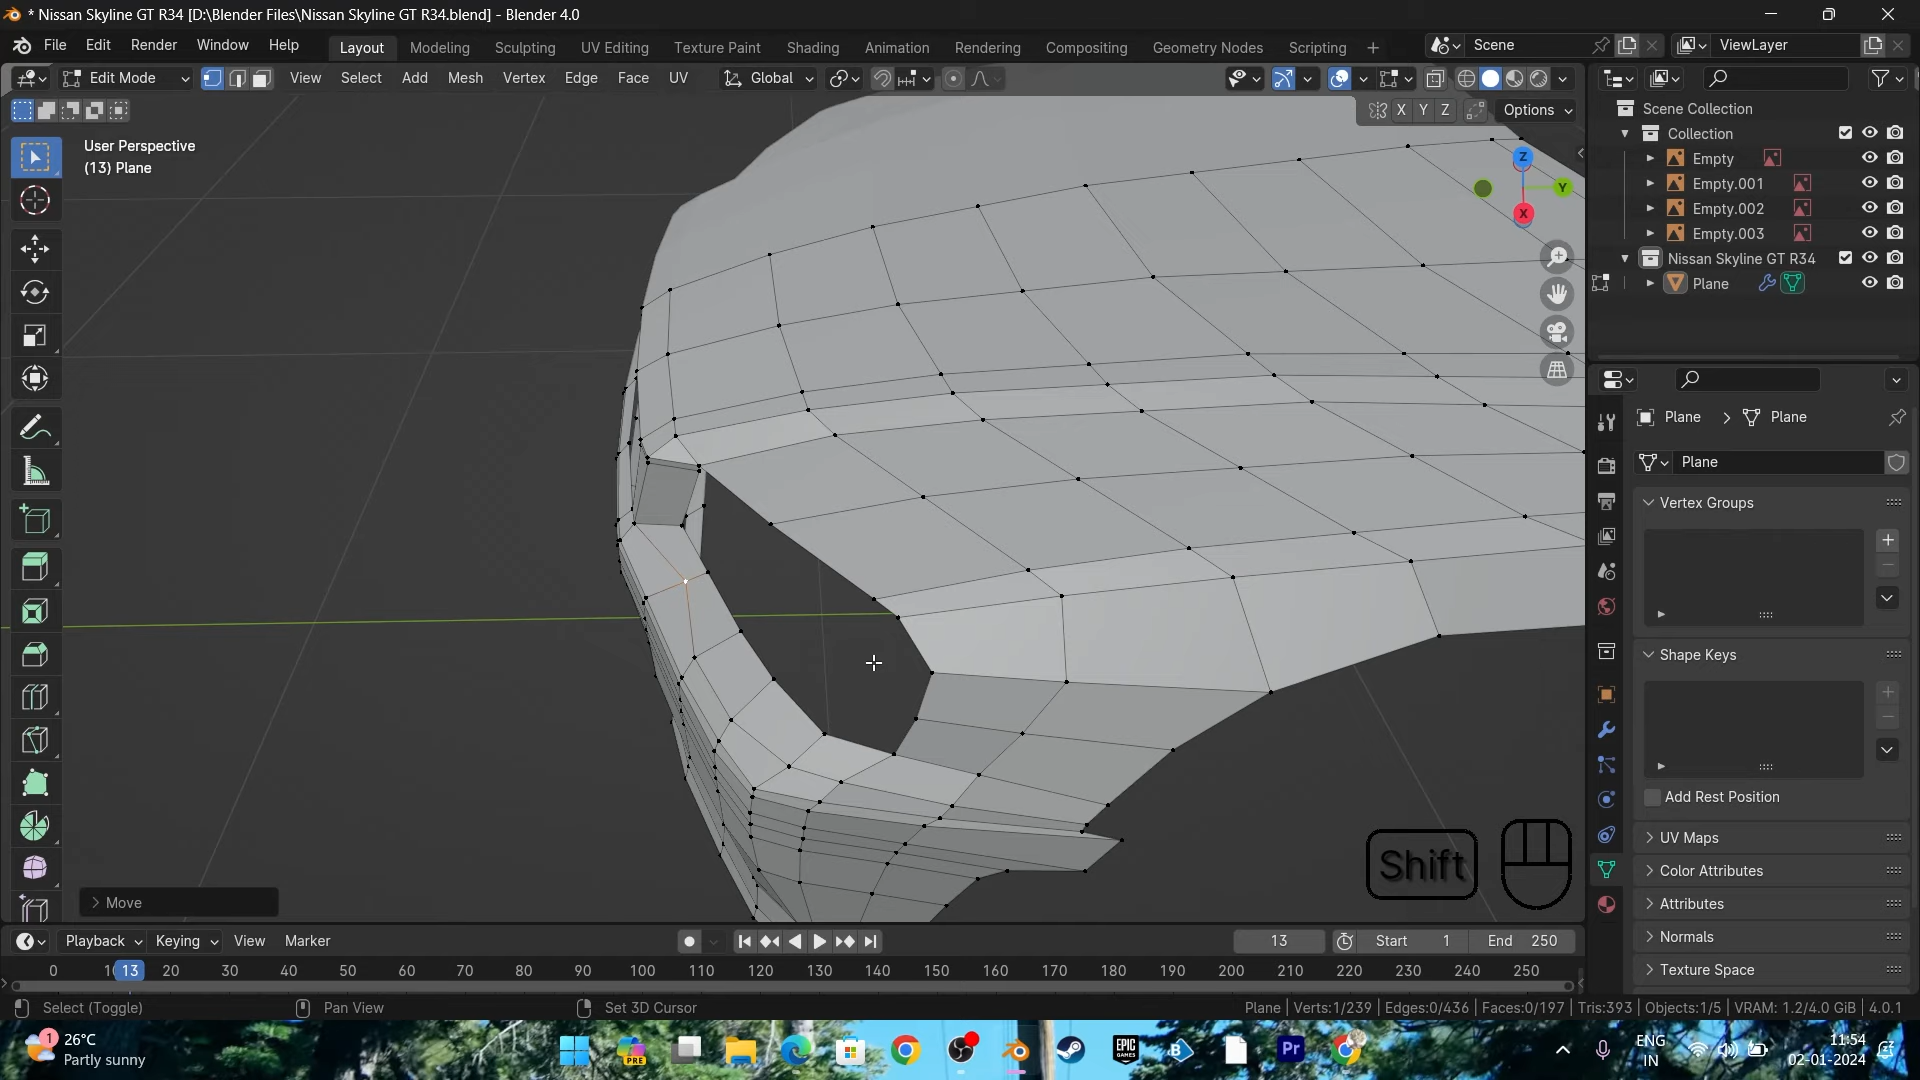 * Nissan Skyline GT R34 [D:\Blender Files\Nissan Skyline GT R34.blend] - Blender 4.0
File Edit Render Window Help Layout Modeling Sculpting UV Editing Texture Paint Shading Animation Rendering Compositing Geometry Nodes Scripting + Scene ViewLayer
Edit Mode View Select Add Mesh Vertex Edge Face UV Global
X Y Z Options
User Perspective
(13) Plane
Z
Y
X
Scene Collection
Collection
Empty
Empty.001
Empty.002
Empty.003
Nissan Skyline GT R34
Plane
Plane > Plane
Plane
Vertex Groups
Shape Keys
Add Rest Position
UV Maps
Color Attributes
Attributes
Normals
Texture Space
Shift
> Move
Playback Keying View Marker 13 Start 1 End 250
0 10 13 20 30 40 50 60 70 80 90 100 110 120 130 140 150 160 170 180 190 200 210 220 230 240 250
Select (Toggle) Pan View Set 3D Cursor Plane | Verts:1/239 | Edges:0/436 | Faces:0/197 | Tris:393 | Objects:1/5 | VRAM: 1.2/4.0 GiB | 4.0.1
1
26°C
Partly sunny
PRE
EPIC
GAMES
Pr
ENG
IN
11:54
02-01-2024